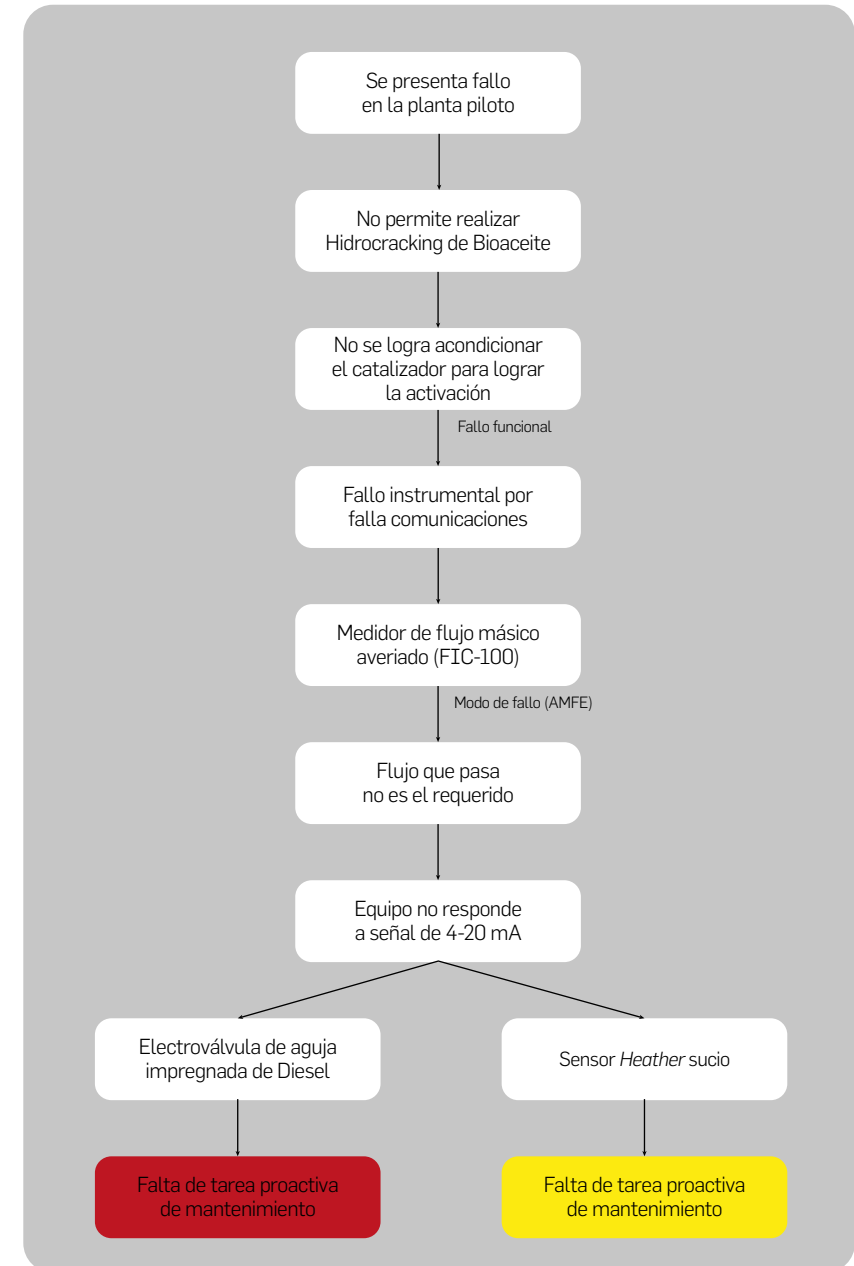 Se presenta fallo
en la planta piloto
No permite realizar
Hidrocracking de Bioaceite
No se logra acondicionar
el catalizador para lograr
la activación
Fallo funcional
Fallo instrumental por
falla comunicaciones
Medidor de flujo másico
averiado (FIC-100)
Modo de fallo (AMFE)
Flujo que pasa
no es el requerido
Equipo no responde
a señal de 4-20 mA
Electroválvula de aguja
impregnada de Diesel
Sensor Heather sucio
Falta de tarea proactiva
de mantenimiento
Falta de tarea proactiva
de mantenimiento